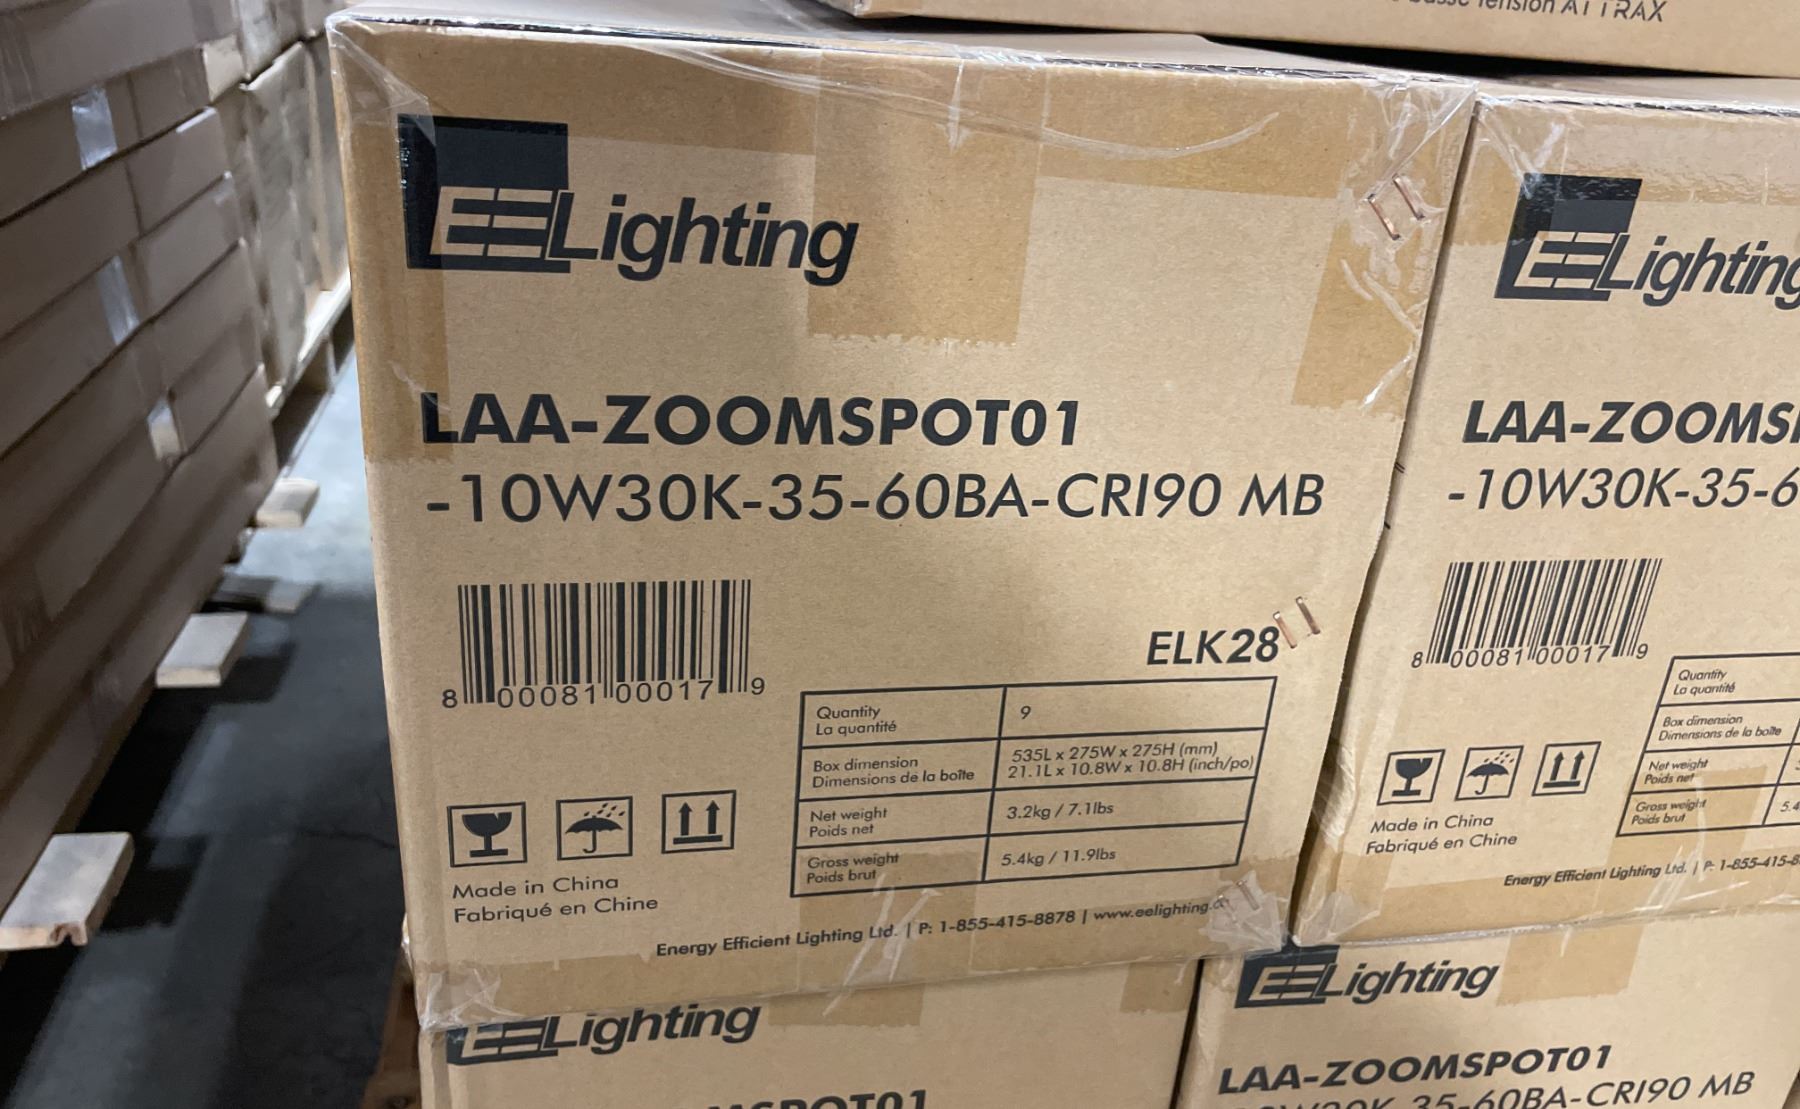 basse tension ATTRAX
EELighting
LAA-ZOOMSPOT01
-10W30K-35-60BA-CRI90 MB
8 00081 00017 9
ELK28
Quantity
La quantité
9
Box dimension
Dimensions de la boîte
535L x 275W x 275H (mm)
21.1L x 10.8W x 10.8H (inch/po)
Net weight
Poids net
3.2kg / 7.1lbs
Gross weight
Poids brut
5.4kg / 11.9lbs
Made in China
Fabriqué en Chine
Energy Efficient Lighting Ltd. | P: 1-855-415-8878 | www.eelighting.c
EELighting
LAA-ZOOMS
-10W30K-35-6
8 00081 00017 9
Quantity
La quantité
Box dimension
Dimensions de la boîte
Net weight
Poids net
Gross weight
Poids brut
5.4
Made in China
Fabriqué en Chine
Energy Efficient Lighting Ltd. | P: 1-855-415-8
EELighting
EELighting
LAA-ZOOMSPOT01
35-60BA-CRI90 MB